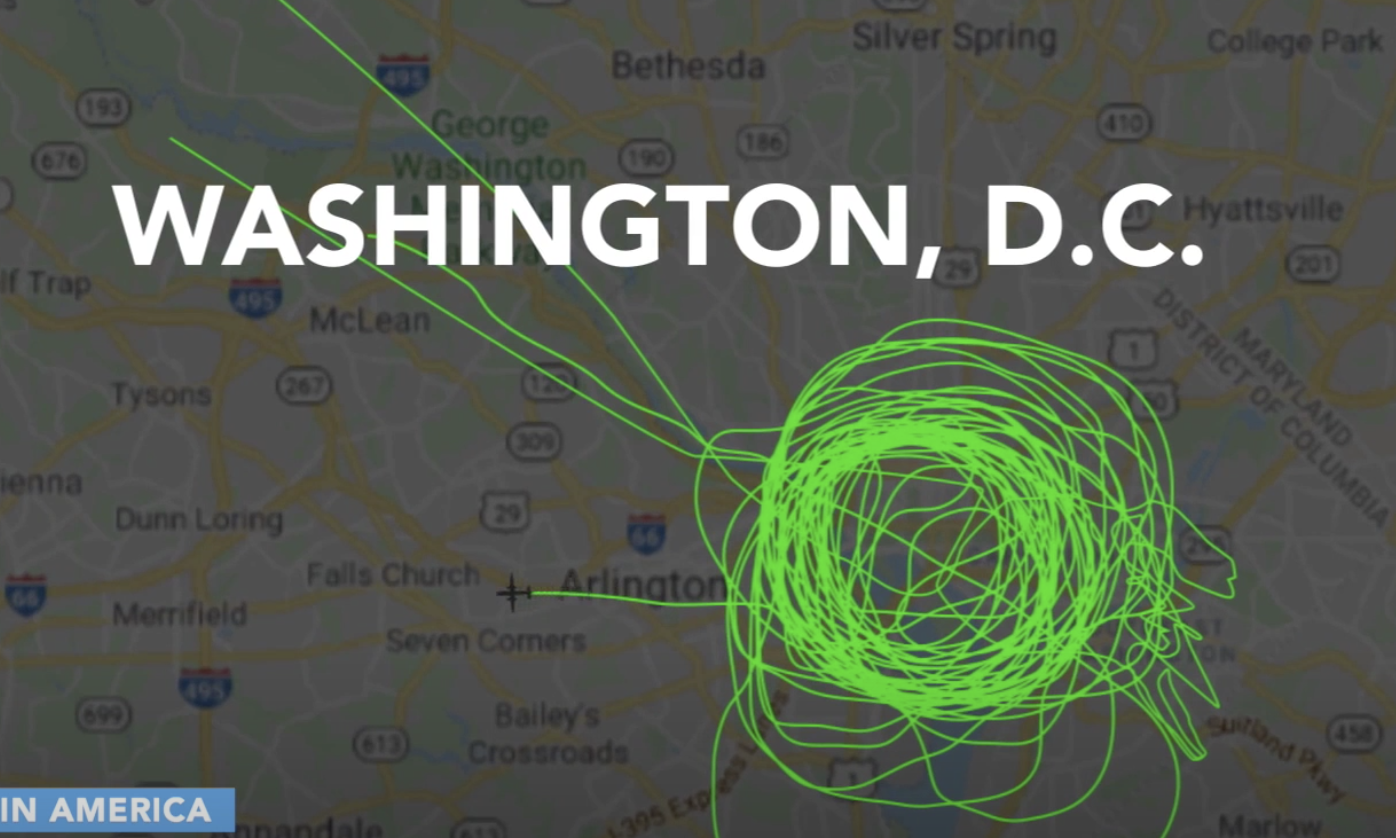 Silver Spring
College Park
Bethesda
495
193
George
Washington
410
186
190
676
WASHINGTON, D.C.
Hyattsville
29
201
lf Trap
495
McLean
DISTRICT OF COLUMBIA
MARYLAND
1
50
Tysons
267
309
ienna
Dunn Loring
29
66
Falls Church
Arlington
66
Merrifield
Seven Corners
495
699
Bailey's
Crossroads
613
Suitland Pkwy
458
1
I-395 Express Lanes
IN AMERICA
Annandale
613
Marlow